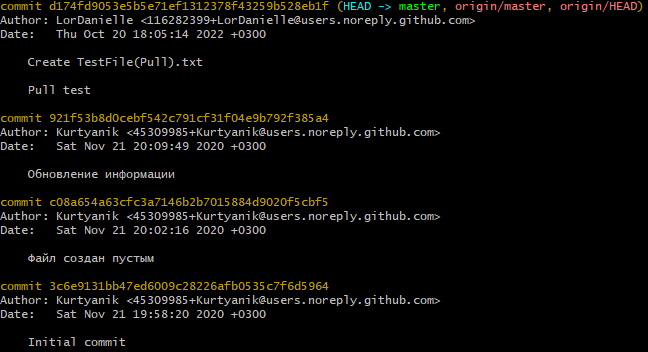 commit d174fd9053e5b5e71ef1312378f43259b528eb1f (HEAD -> master, origin/master, origin/HEAD)
Author: LorDanielle <116282399+LorDanielle@users.noreply.github.com>
Date:   Thu Oct 20 18:05:14 2022 +0300
Create TestFile(Pull).txt
Pull test
commit 921f53b8d0cebf542c791cf31f04e9b792f385a4
Author: Kurtyanik <45309985+Kurtyanik@users.noreply.github.com>
Date:   Sat Nov 21 20:09:49 2020 +0300
Обновление информации
commit c08a654a63cfc3a7146b2b7015884d9020f5cbf5
Author: Kurtyanik <45309985+Kurtyanik@users.noreply.github.com>
Date:   Sat Nov 21 20:02:16 2020 +0300
Файл создан пустым
commit 3c6e9131bb47ed6009c28226afb0535c7f6d5964
Author: Kurtyanik <45309985+Kurtyanik@users.noreply.github.com>
Date:   Sat Nov 21 19:58:20 2020 +0300
Initial commit